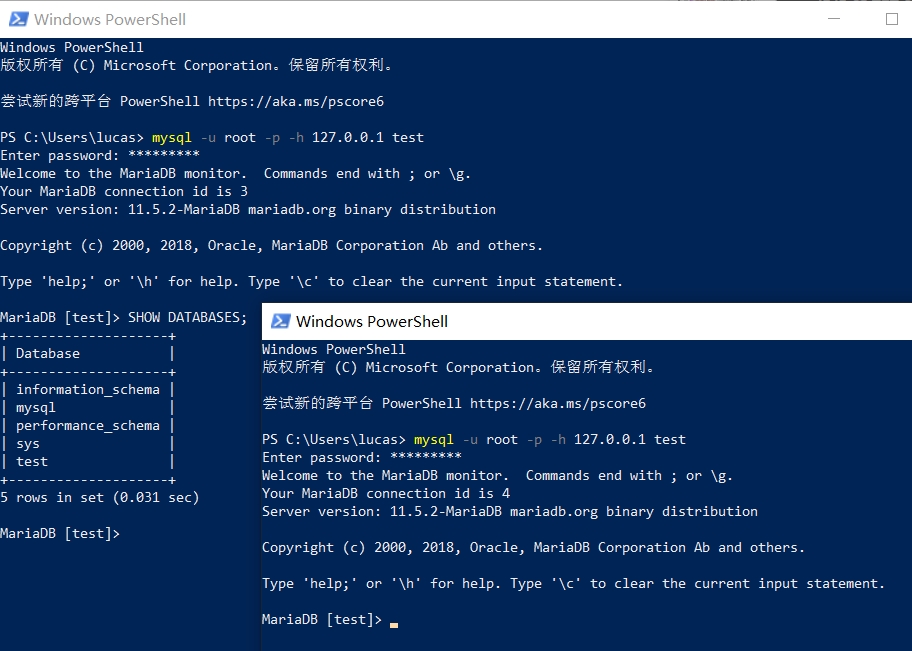 Windows PowerShell
Windows PowerShell
版权所有 (C) Microsoft Corporation。保留所有权利。
尝试新的跨平台 PowerShell https://aka.ms/pscore6
PS C:\Users\lucas> mysql -u root -p -h 127.0.0.1 test
Enter password: *********
Welcome to the MariaDB monitor.  Commands end with ; or \g.
Your MariaDB connection id is 3
Server version: 11.5.2-MariaDB mariadb.org binary distribution
Copyright (c) 2000, 2018, Oracle, MariaDB Corporation Ab and others.
Type 'help;' or '\h' for help. Type '\c' to clear the current input statement.
MariaDB [test]> SHOW DATABASES;
+--------------------+
| Database           |
+--------------------+
| information_schema |
| mysql              |
| performance_schema |
| sys                |
| test               |
+--------------------+
5 rows in set (0.031 sec)
MariaDB [test]>
Windows PowerShell
Windows PowerShell
版权所有 (C) Microsoft Corporation。保留所有权利。
尝试新的跨平台 PowerShell https://aka.ms/pscore6
PS C:\Users\lucas> mysql -u root -p -h 127.0.0.1 test
Enter password: *********
Welcome to the MariaDB monitor.  Commands end with ; or \g.
Your MariaDB connection id is 4
Server version: 11.5.2-MariaDB mariadb.org binary distribution
Copyright (c) 2000, 2018, Oracle, MariaDB Corporation Ab and others.
Type 'help;' or '\h' for help. Type '\c' to clear the current input statement.
MariaDB [test]>